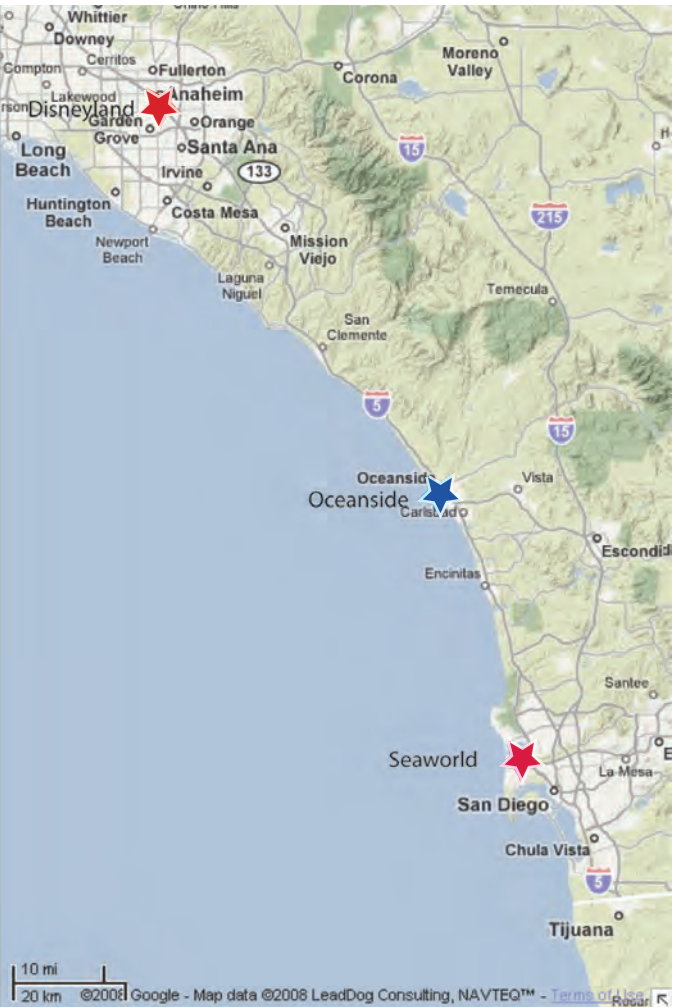 Whittier
Downey
Cerritos
Compton
Fullerton
Corona
Moreno
Valley
Lakewood
Anaheim
Disneyland
Garden
Grove
Orange
Long
Beach
Santa Ana
15
Irvine
133
Huntington
Beach
Costa Mesa
215
Newport
Beach
Mission
Viejo
Laguna
Niguel
Temecula
San
Clemente
5
15
Oceanside
Vista
Oceanside
Carlsbad
Escondid
Encinitas
Santee
Seaworld
E
La Mesa
San Diego
Chula Vista
5
Tijuana
10 mi
20 km
©2008 Google - Map data ©2008 LeadDog Consulting, NAVTEQ™ - Terms of Use